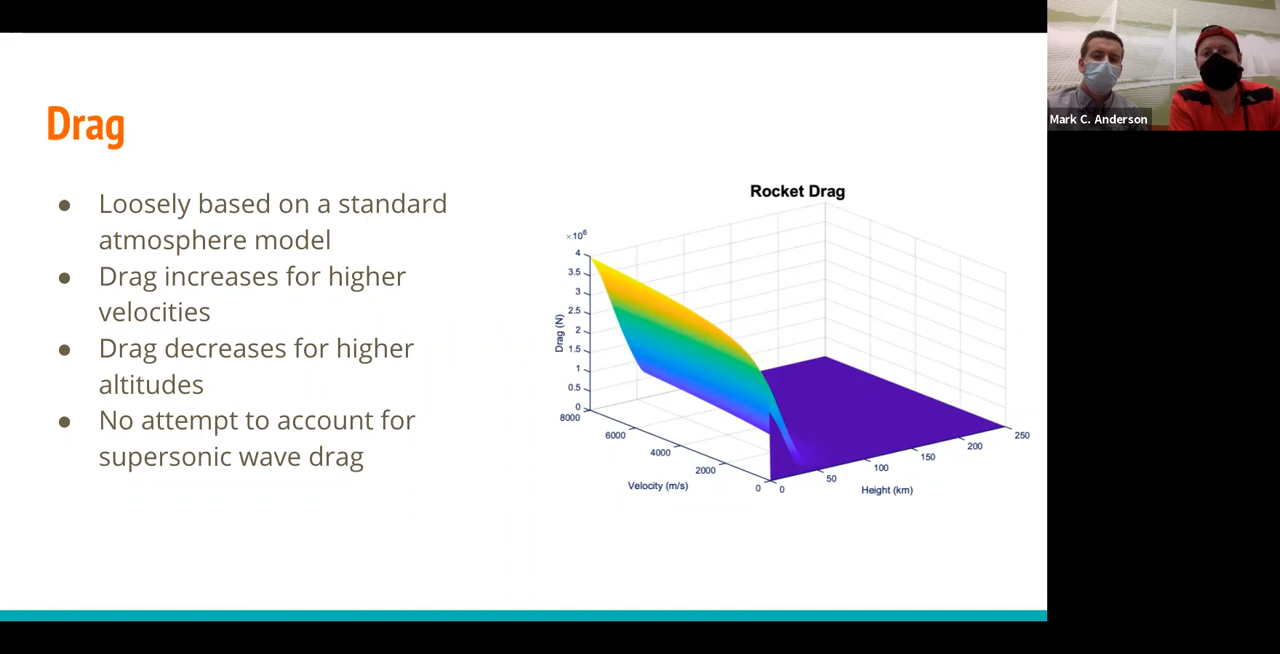 Drag
● Loosely based on a standard
atmosphere model
● Drag increases for higher
velocities
● Drag decreases for higher
altitudes
● No attempt to account for
supersonic wave drag
Rocket Drag
×10⁶
4
3.5
3
2.5
2
1.5
1
0.5
0
Drag (N)
8000
6000
4000
2000
0
Velocity (m/s)
0
50
100
150
200
250
Height (km)
Mark C. Anderson